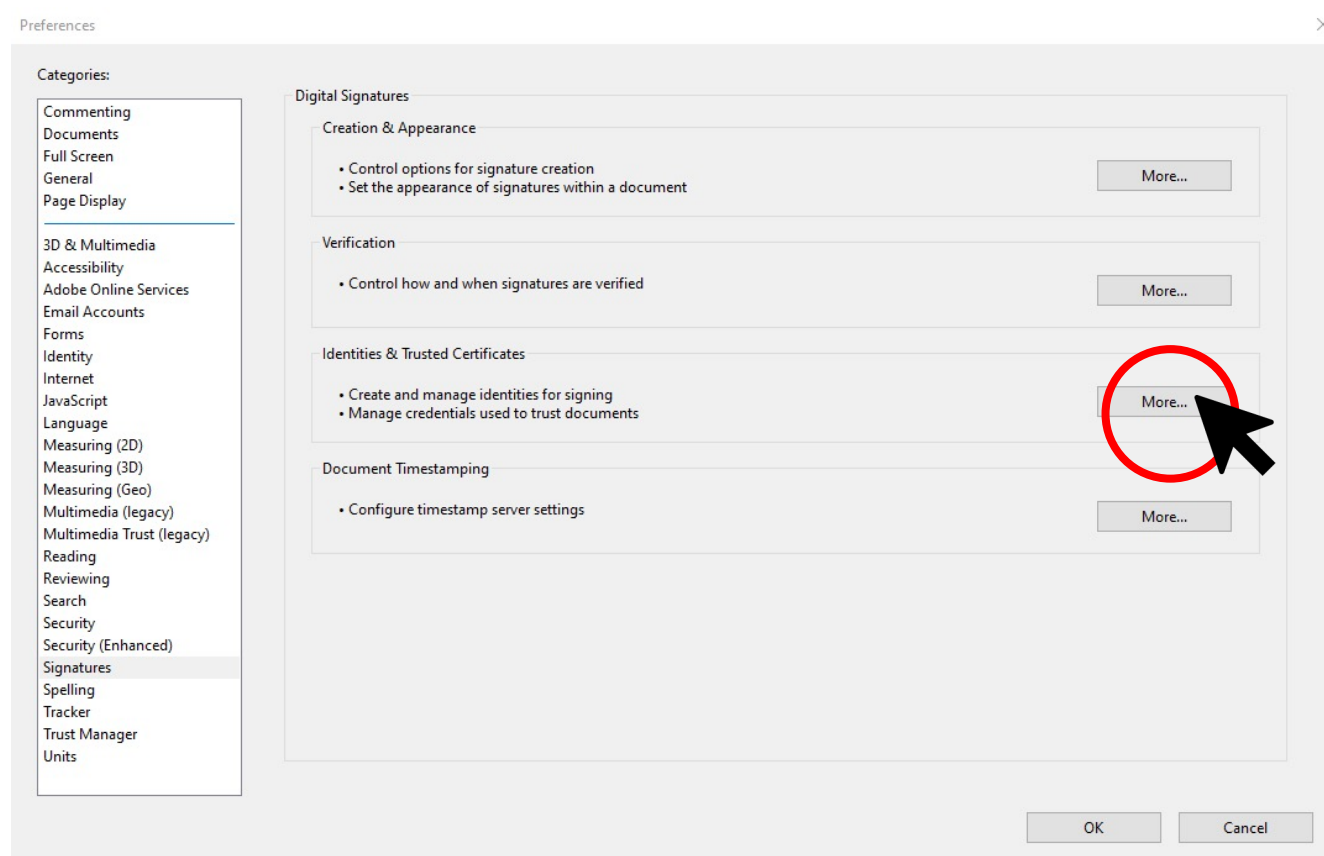 Preferences
Categories:
Commenting
Documents
Full Screen
General
Page Display
3D & Multimedia
Accessibility
Adobe Online Services
Email Accounts
Forms
Identity
Internet
JavaScript
Language
Measuring (2D)
Measuring (3D)
Measuring (Geo)
Multimedia (legacy)
Multimedia Trust (legacy)
Reading
Reviewing
Search
Security
Security (Enhanced)
Signatures
Spelling
Tracker
Trust Manager
Units
Digital Signatures
Creation & Appearance
• Control options for signature creation
• Set the appearance of signatures within a document
More...
Verification
• Control how and when signatures are verified
More...
Identities & Trusted Certificates
• Create and manage identities for signing
• Manage credentials used to trust documents
More...
Document Timestamping
• Configure timestamp server settings
More...
OK
Cancel